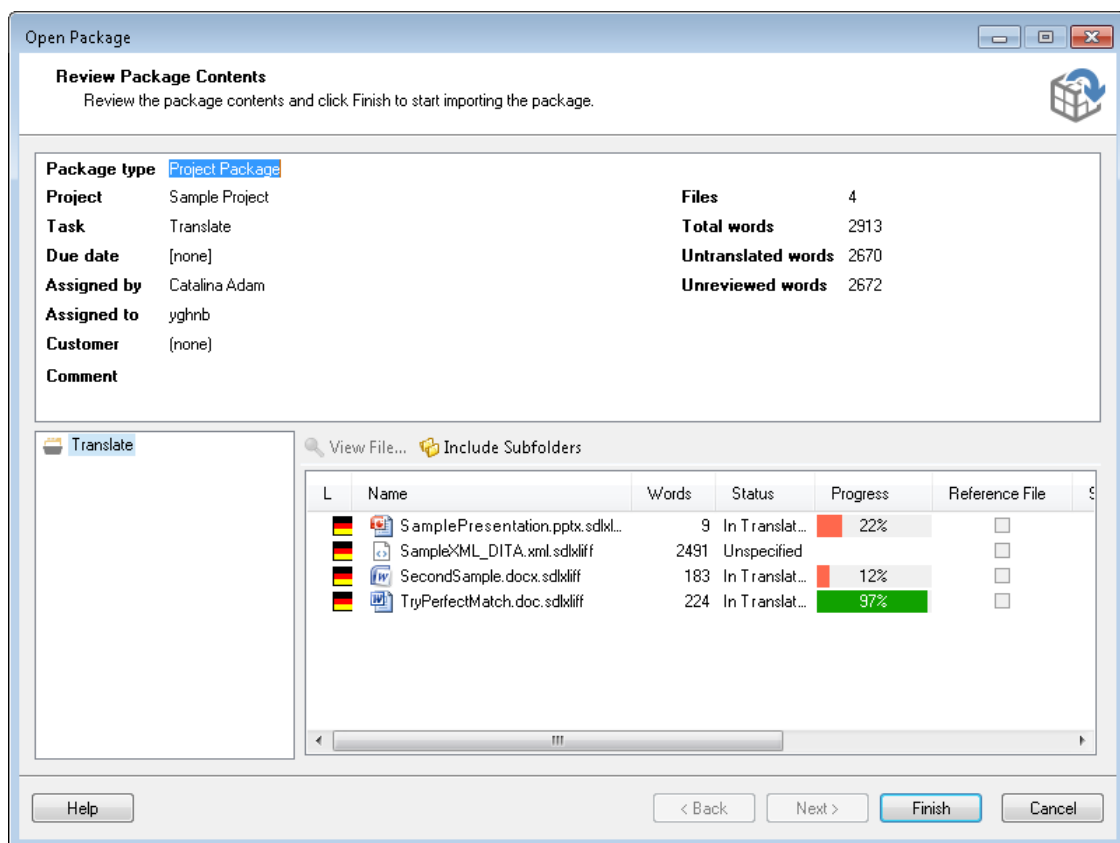 Open Package
Review Package Contents
Review the package contents and click Finish to start importing the package.
Package type Project Package
Project Sample Project Files 4
Task Translate Total words 2913
Due date [none] Untranslated words 2670
Assigned by Catalina Adam Unreviewed words 2672
Assigned to yghnb
Customer (none)
Comment
Translate
View File... Include Subfolders
L Name Words Status Progress Reference File
SamplePresentation.pptx.sdlxl... 9 In Translat... 22%
SampleXML_DITA.xml.sdlxliff 2491 Unspecified
SecondSample.docx.sdlxliff 183 In Translat... 12%
TryPerfectMatch.doc.sdlxliff 224 In Translat... 97%
Help < Back Next > Finish Cancel